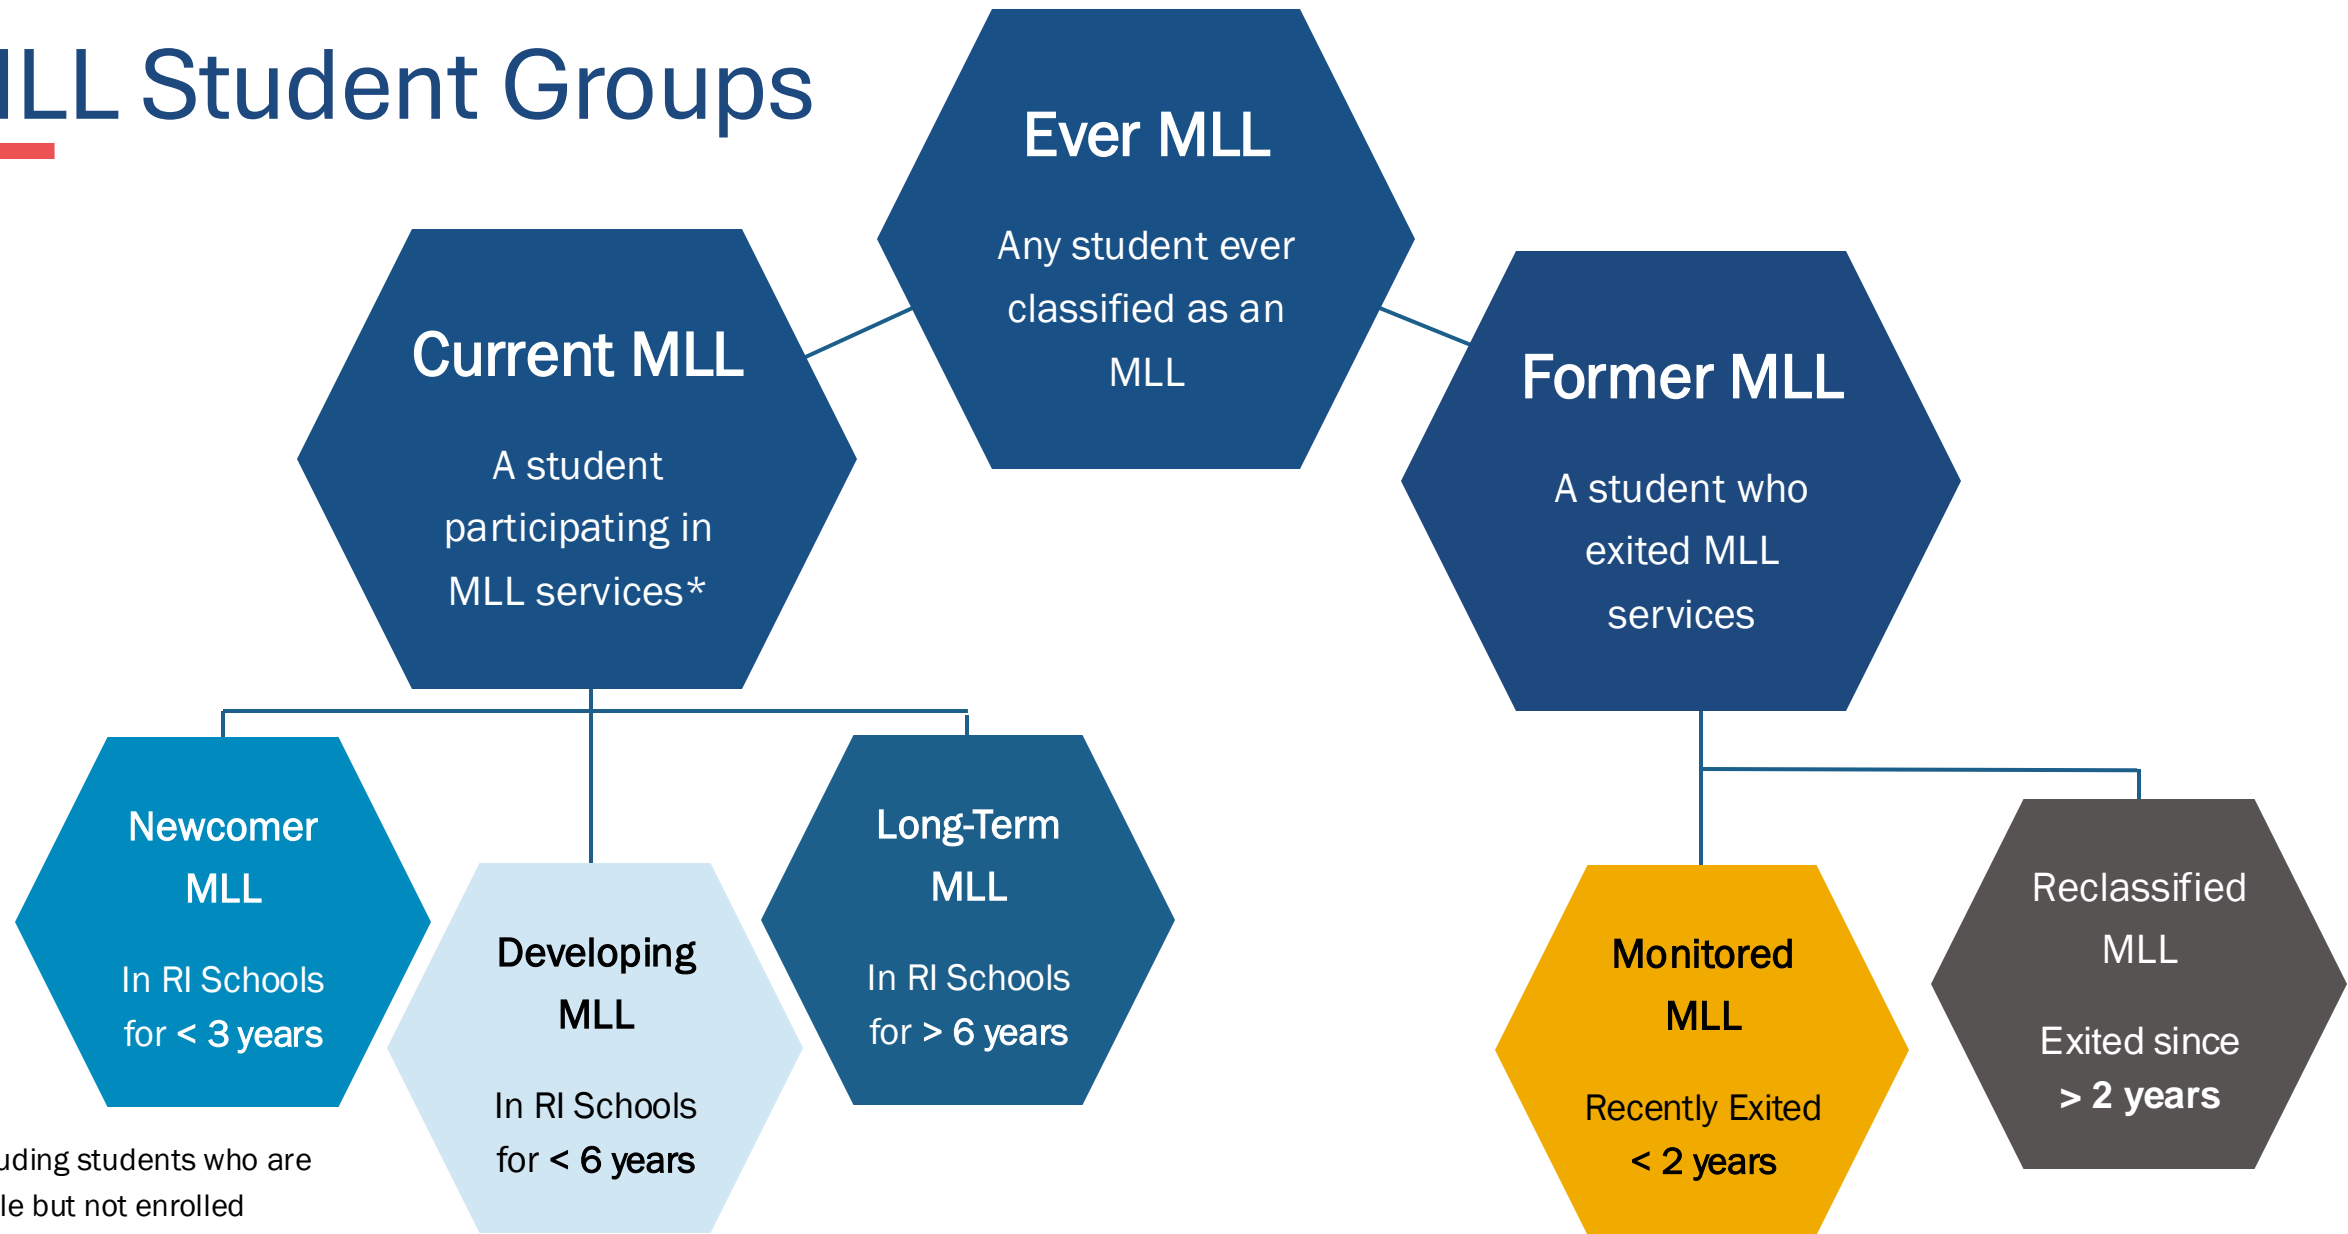 LL Student Groups
Ever MLL
Any student ever
classified as an
MLL
Current MLL
A student
participating in
MLL services*
Former MLL
A student who
exited MLL
services
Newcomer
MLL
In RI Schools
for < 3 years
Developing
MLL
In RI Schools
for < 6 years
Long-Term
MLL
In RI Schools
for > 6 years
Monitored
MLL
Recently Exited
< 2 years
Reclassified
MLL
Exited since
> 2 years
students who are
but not enrolled